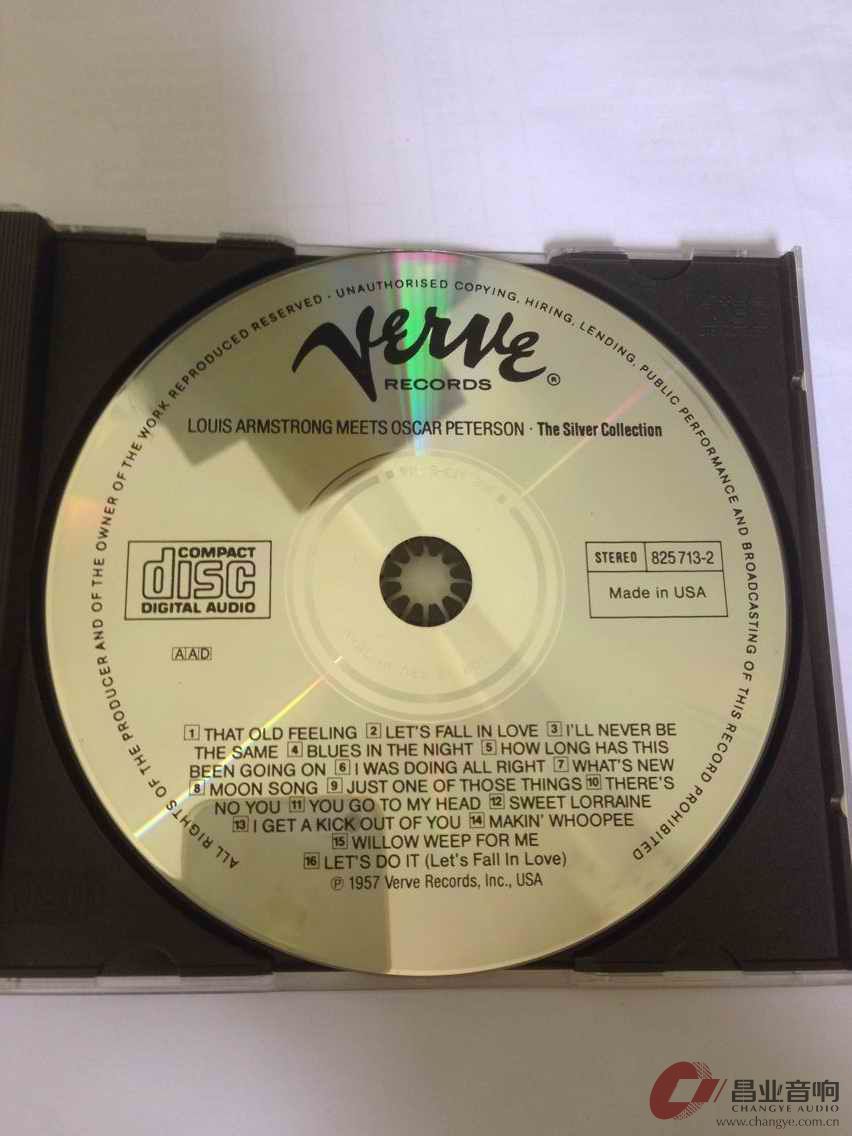 ALL RIGHTS OF THE PRODUCER AND OF THE OWNER OF THE WORK REPRODUCED RESERVED · UNAUTHORISED COPYING, HIRING, LENDING, PUBLIC PERFORMANCE AND BROADCASTING OF THIS RECORD PROHIBITED
VERVE
RECORDS ®
LOUIS ARMSTRONG MEETS OSCAR PETERSON · The Silver Collection
COMPACT
disc
DIGITAL AUDIO
STEREO 825 713-2
Made in USA
AAD
1 THAT OLD FEELING 2 LET'S FALL IN LOVE 3 I'LL NEVER BE
THE SAME 4 BLUES IN THE NIGHT 5 HOW LONG HAS THIS
BEEN GOING ON 6 I WAS DOING ALL RIGHT 7 WHAT'S NEW
8 MOON SONG 9 JUST ONE OF THOSE THINGS 10 THERE'S
NO YOU 11 YOU GO TO MY HEAD 12 SWEET LORRAINE
13 I GET A KICK OUT OF YOU 14 MAKIN' WHOOPEE
15 WILLOW WEEP FOR ME
16 LET'S DO IT (Let's Fall In Love)
℗ 1957 Verve Records, Inc., USA
昌业音响
CHANGYE AUDIO
www.changye.com.cn